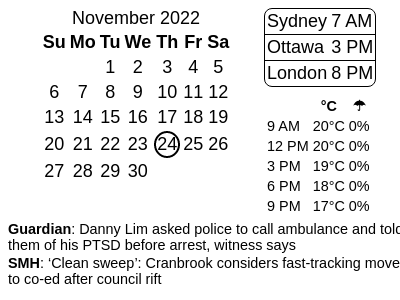 November 2022
Su Mo Tu We Th Fr Sa
1 2 3 4 5
6 7 8 9 10 11 12
13 14 15 16 17 18 19
20 21 22 23 24 25 26
27 28 29 30
Sydney 7 AM
Ottawa 3 PM
London 8 PM
°C ☂
9 AM 20°C 0%
12 PM 20°C 0%
3 PM 19°C 0%
6 PM 18°C 0%
9 PM 17°C 0%
Guardian: Danny Lim asked police to call ambulance and told
them of his PTSD before arrest, witness says
SMH: ‘Clean sweep’: Cranbrook considers fast-tracking move
to co-ed after council rift